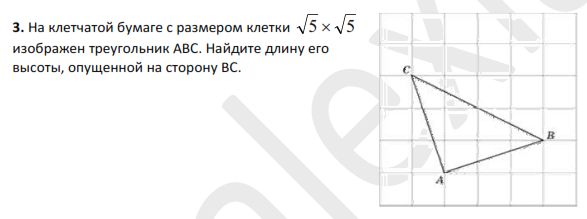 3. На клетчатой бумаге с размером клетки √5 × √5
изображен треугольник ABC. Найдите длину его
высоты, опущенной на сторону BC.
C
B
A